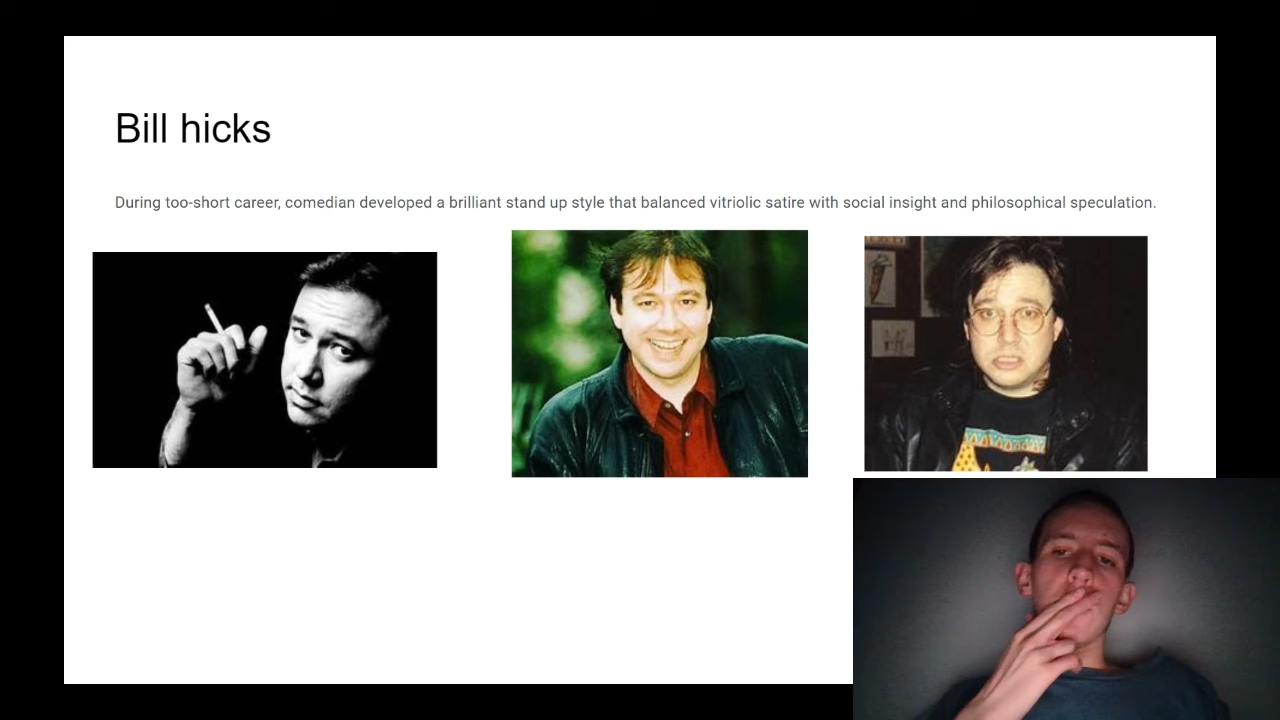 Bill hicks
During too-short career, comedian developed a brilliant stand up style that balanced vitriolic satire with social insight and philosophical speculation.